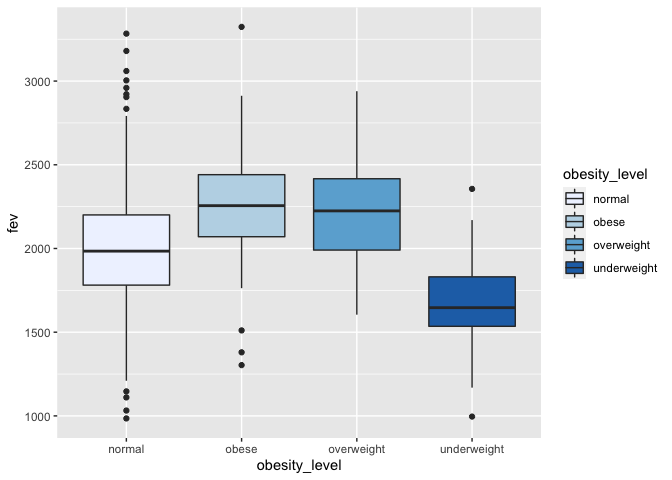 fev
3000
2500
2000
1500
1000
normal
obese
overweight
underweight
obesity_level
obesity_level
normal
obese
overweight
underweight